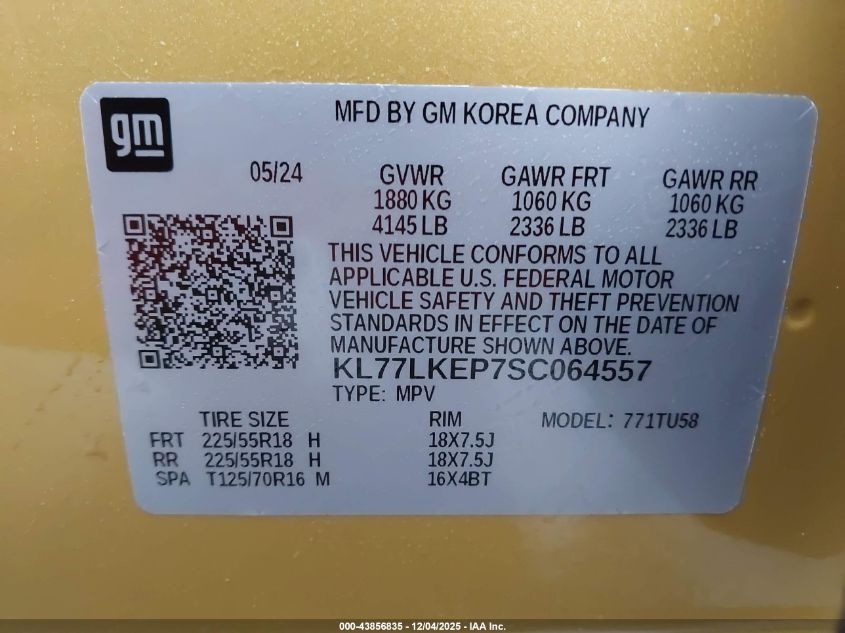 gm
MFD BY GM KOREA COMPANY
05/24 GVWR GAWR FRT GAWR RR
1880 KG 1060 KG 1060 KG
4145 LB 2336 LB 2336 LB
THIS VEHICLE CONFORMS TO ALL
APPLICABLE U.S. FEDERAL MOTOR
VEHICLE SAFETY AND THEFT PREVENTION
STANDARDS IN EFFECT ON THE DATE OF
MANUFACTURE SHOWN ABOVE.
KL77LKEP7SC064557
TYPE: MPV
TIRE SIZE RIM MODEL: 771TU58
FRT 225/55R18 H 18X7.5J
RR 225/55R18 H 18X7.5J
SPA T125/70R16 M 16X4BT
000-43856835 - 12/04/2025 - IAA Inc.